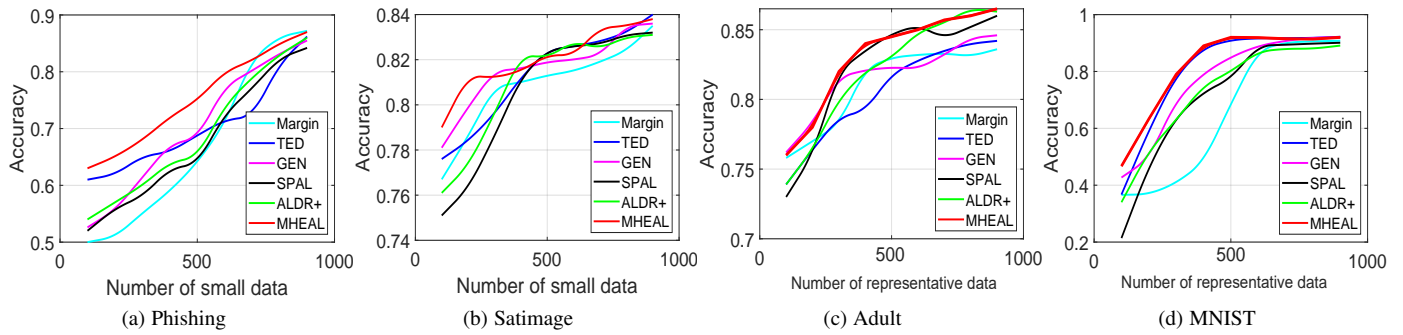 Accuracy
0.9
0.8
0.7
0.6
0.5
0
500
1000
Margin
TED
GEN
SPAL
ALDR+
MHEAL
Number of small data
(a) Phishing
Accuracy
0.84
0.82
0.8
0.78
0.76
0.74
0
500
1000
Margin
TED
GEN
SPAL
ALDR+
MHEAL
Number of small data
(b) Satimage
Accuracy
0.85
0.8
0.75
0.7
0
500
1000
Margin
TED
GEN
SPAL
ALDR+
MHEAL
Number of representative data
(c) Adult
Accuracy
1
0.8
0.6
0.4
0.2
0
500
1000
Margin
TED
GEN
SPAL
ALDR+
MHEAL
Number of representative data
(d) MNIST